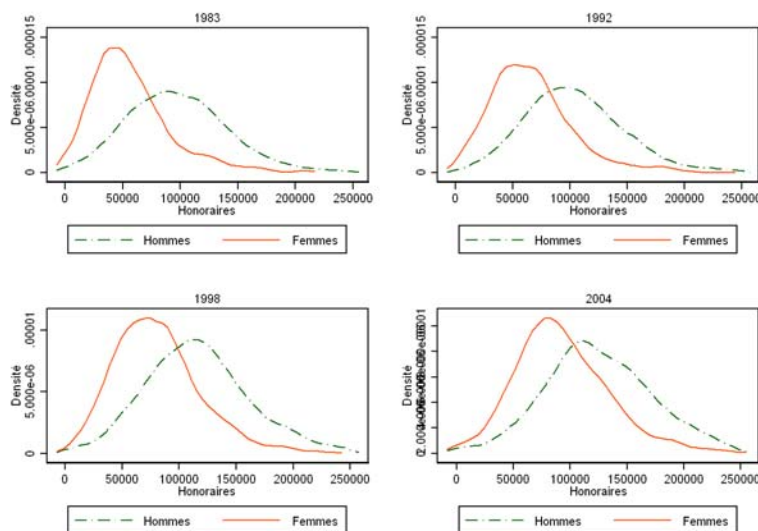 1983
Densité
0 5.000e-06 .00001 .000015
0 50000 100000 150000 200000 250000
Honoraires
Hommes Femmes
1992
Densité
0 5.000e-06 .00001 .000015
0 50000 100000 150000 200000 250000
Honoraires
Hommes Femmes
1998
Densité
0 5.000e-06 .00001
0 50000 100000 150000 200000 250000
Honoraires
Hommes Femmes
2004
Densité
.00001
0 50000 100000 150000 200000 250000
Honoraires
Hommes Femmes